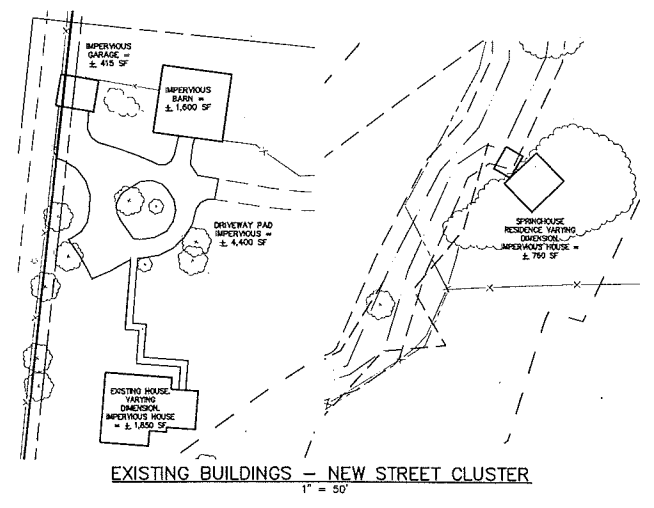 IMPERVIOUS
GARAGE =
± 415 SF
IMPERVIOUS
BARN =
± 1,600 SF
DRIVEWAY PAD
IMPERVIOUS =
± 4,400 SF
SPRINGHOUSE
RESIDENCE VARYING
DIMENSION.
IMPERVIOUS HOUSE =
± 760 SF
EXISTING HOUSE.
VARYING
DIMENSION.
IMPERVIOUS HOUSE
= ± 1,850 SF
EXISTING BUILDINGS – NEW STREET CLUSTER
1" = 50'